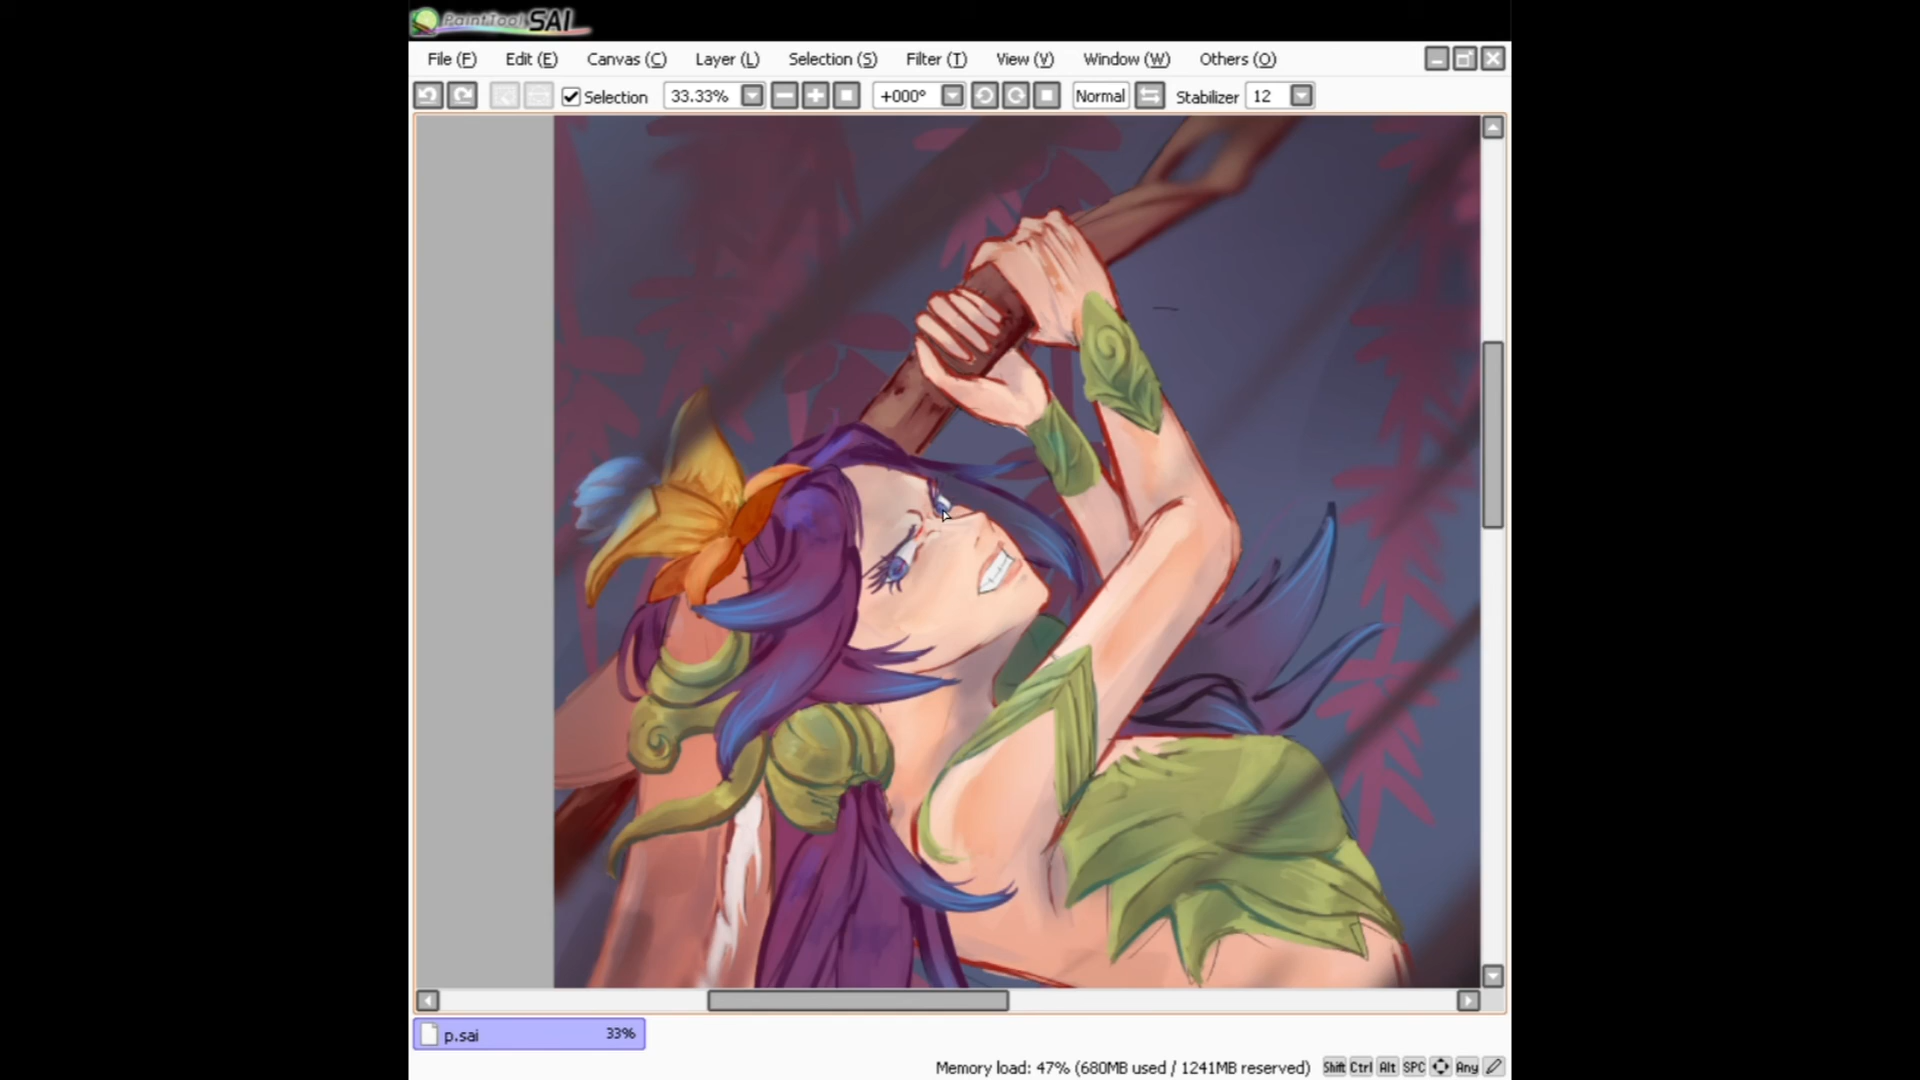 PaintTool SAI
File (F) Edit (E) Canvas (C) Layer (L) Selection (S) Filter (T) View (V) Window (W) Others (O)
Selection 33.33% +000° Normal Stabilizer 12
p.sai 33%
Memory load: 47% (680MB used / 1241MB reserved) Shift Ctrl Alt SPC Any